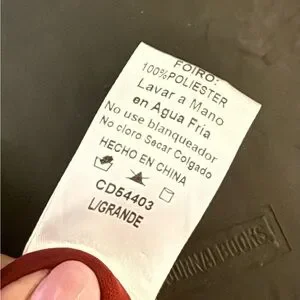 FOIRO:
100%POLIESTER
Lavar a Mano
en Agua Fria
No use blanqueador
No cloro Secar Colgado
HECHO EN CHINA
CD54403
L/GRANDE
JOURNALBOOKS